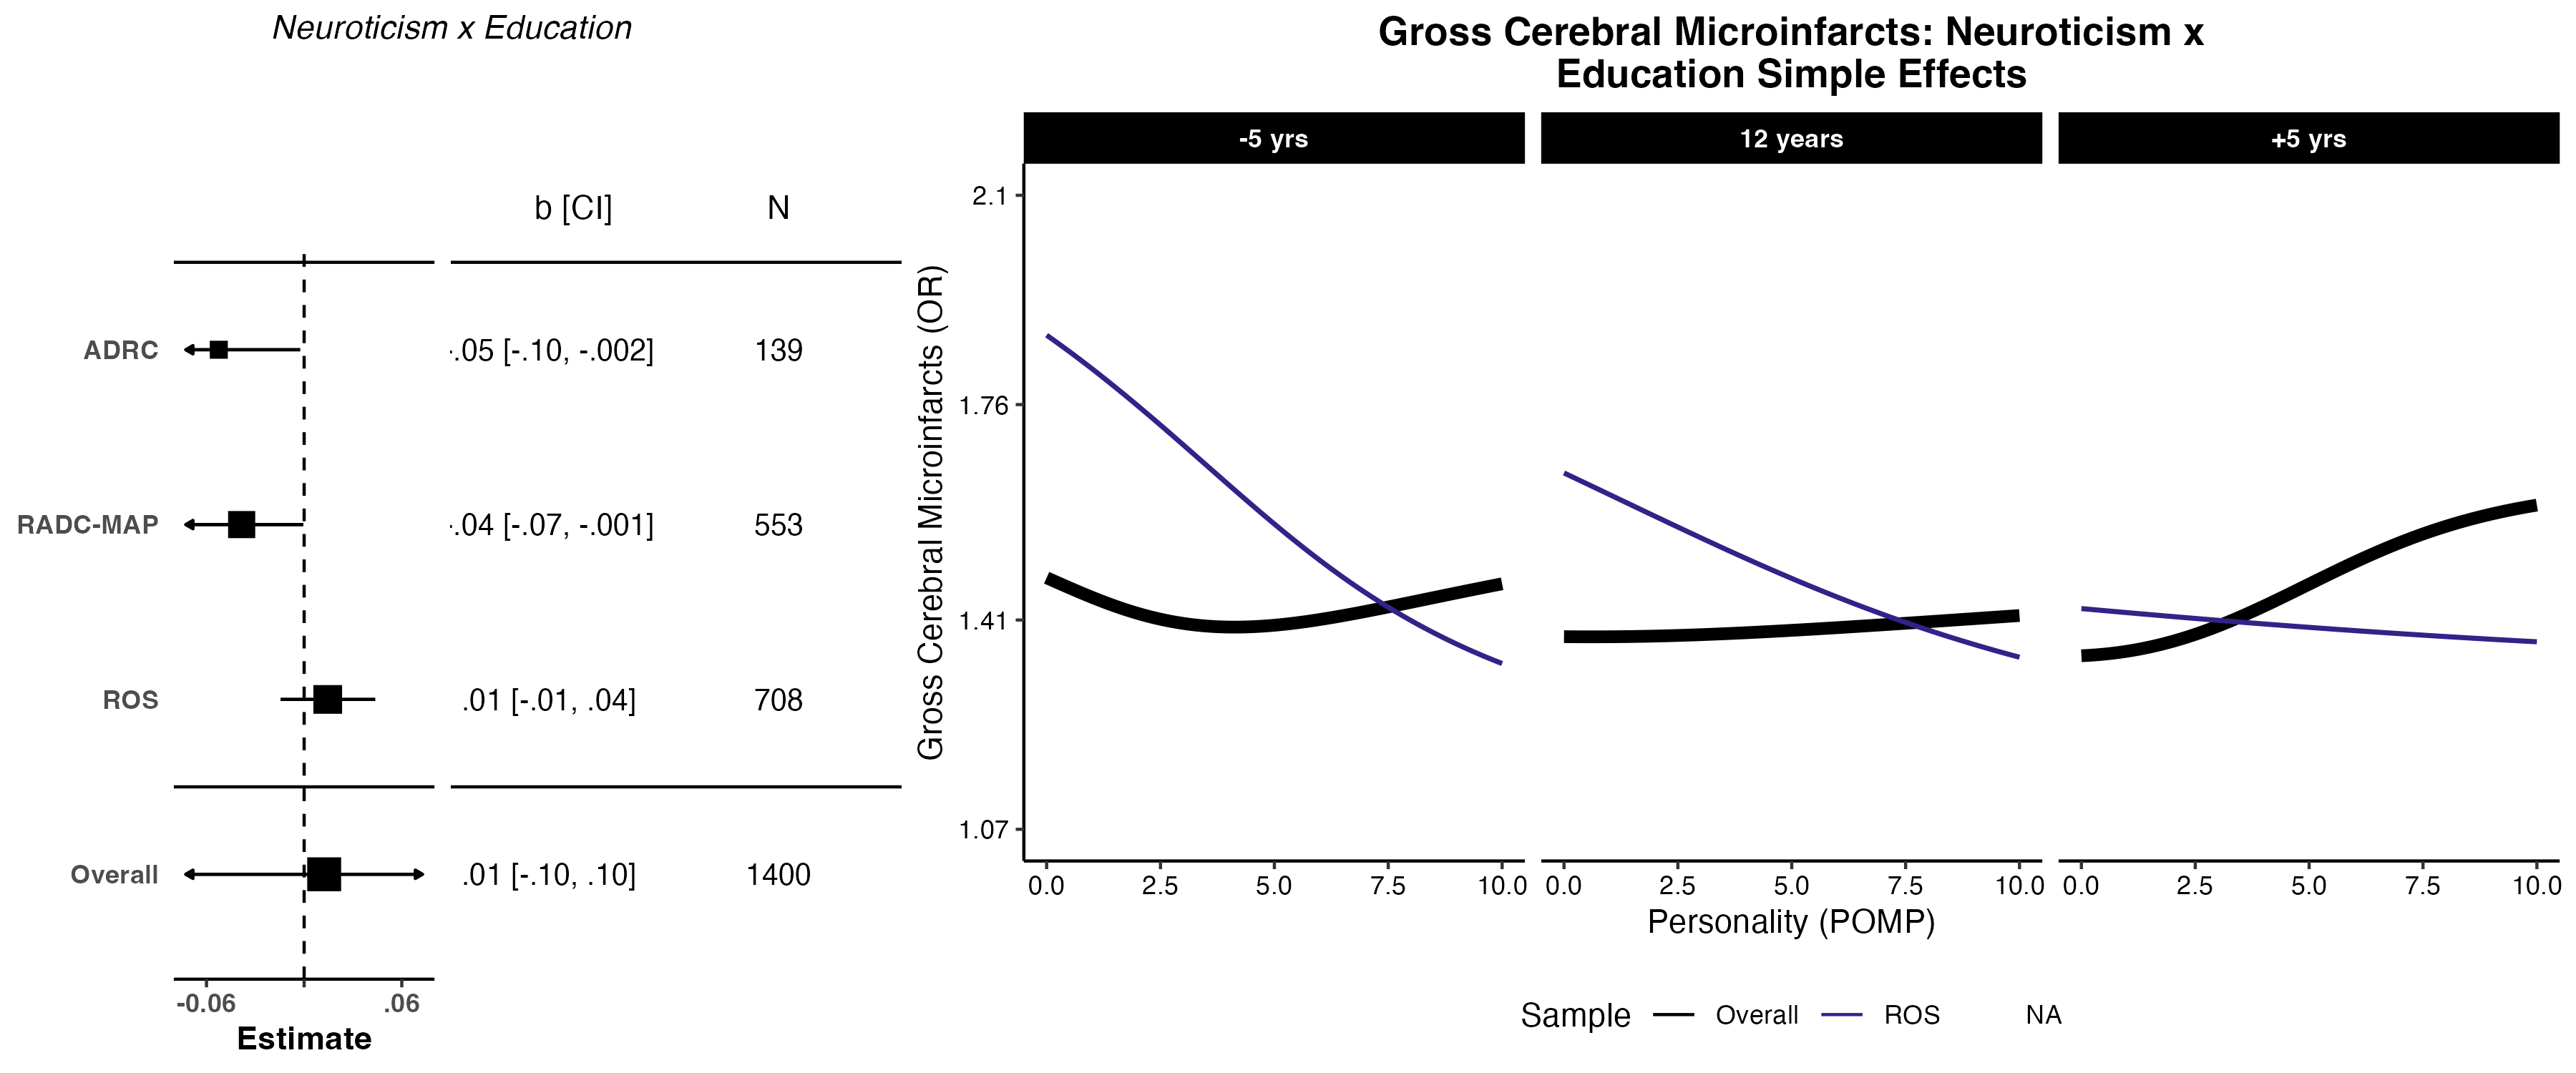 Neuroticism x Education
b [CI] N
ADRC -.05 [-.10, -.002] 139
RADC-MAP -.04 [-.07, -.001] 553
ROS .01 [-.01, .04] 708
Overall .01 [-.10, .10] 1400
-0.06 .06
Estimate
Gross Cerebral Microinfarcts: Neuroticism x
Education Simple Effects
-5 yrs 12 years +5 yrs
Gross Cerebral Microinfarcts (OR)
2.1
1.76
1.41
1.07
0.0 2.5 5.0 7.5 10.0 0.0 2.5 5.0 7.5 10.0 0.0 2.5 5.0 7.5 10.0
Personality (POMP)
Sample Overall ROS NA